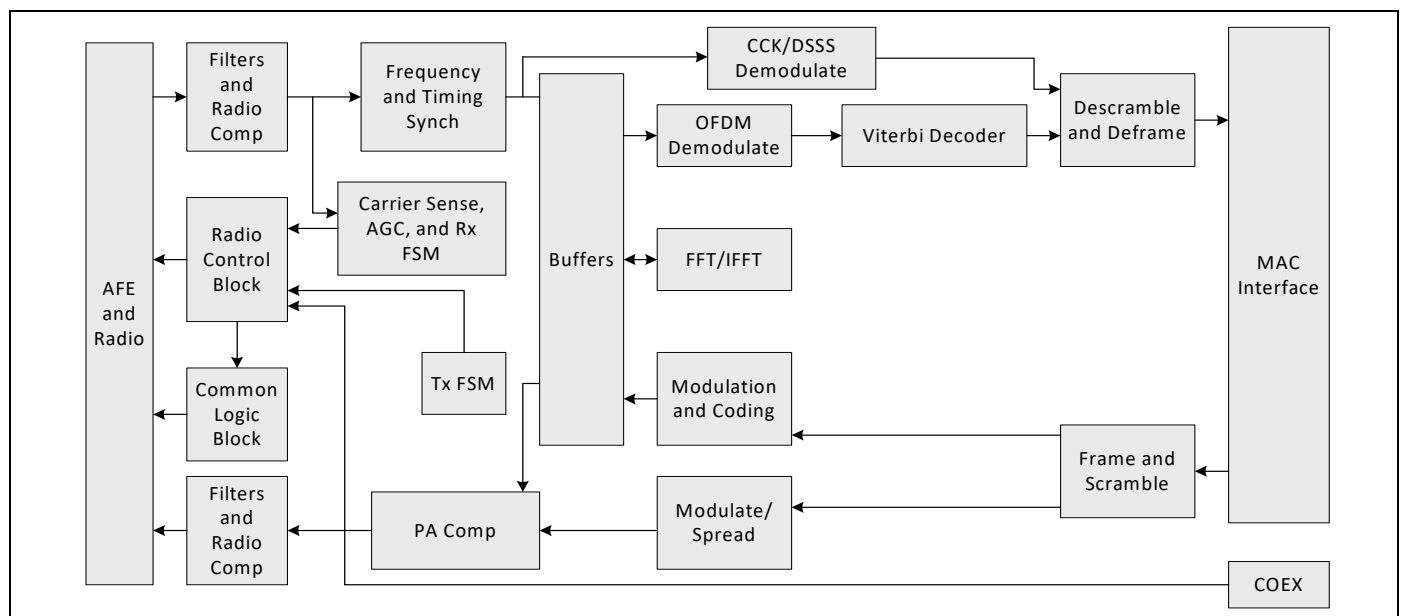 AFE
and
Radio
Filters
and
Radio
Comp
Frequency
and Timing
Synch
CCK/DSSS
Demodulate
OFDM
Demodulate
Viterbi Decoder
Descramble
and Deframe
Carrier Sense,
AGC, and Rx
FSM
Radio
Control
Block
Buffers
FFT/IFFT
MAC
Interface
Tx FSM
Common
Logic
Block
Modulation
and Coding
Frame and
Scramble
Filters
and
Radio
Comp
PA Comp
Modulate/
Spread
COEX